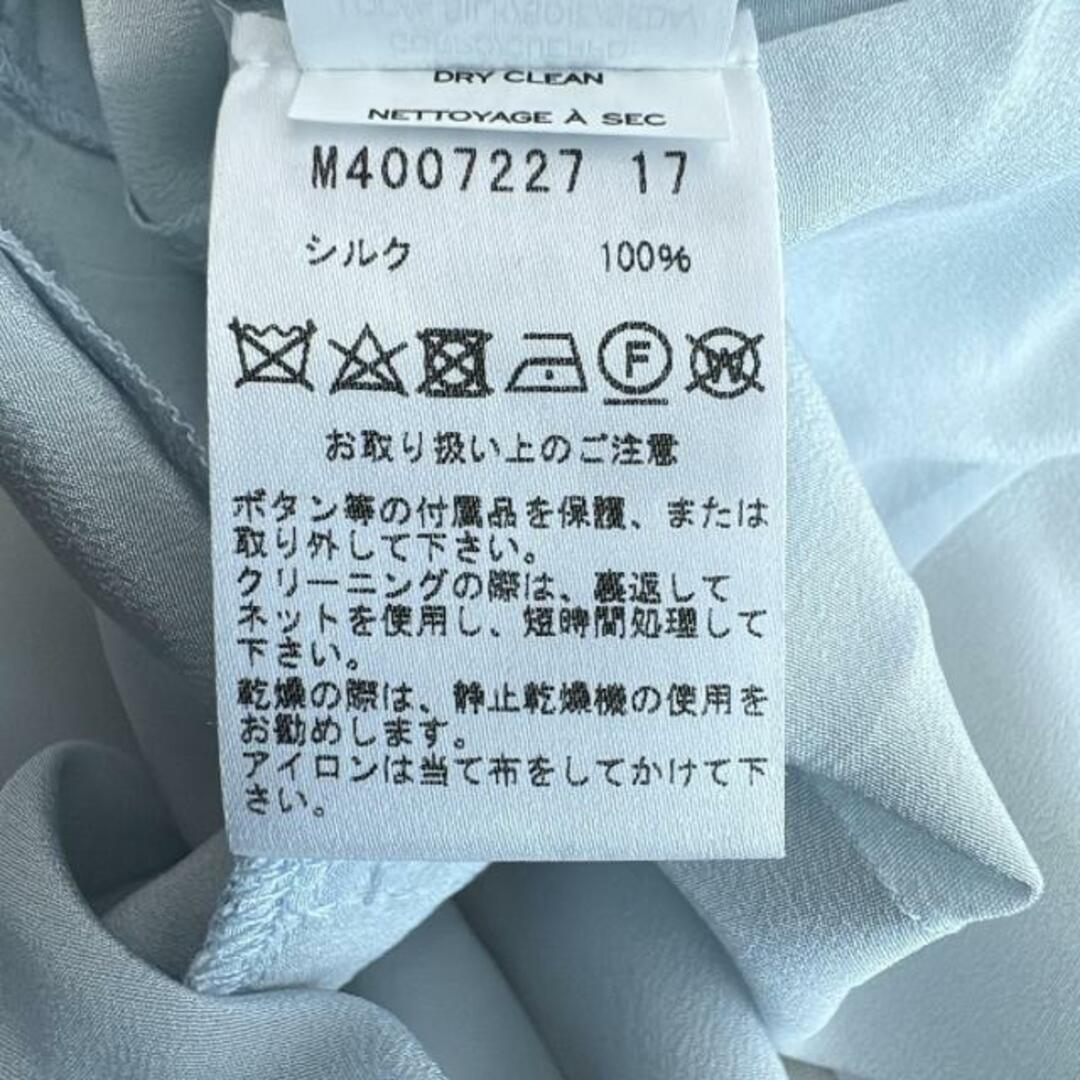 DRY CLEAN
NETTOYAGE À SEC
M4007227 17
シルク 100%
F W
お取り扱い上のご注意
ボタン等の付属品を保護、または
取り外して下さい。
クリーニングの際は、裏返して
ネットを使用し、短時間処理して
下さい。
乾燥の際は、静止乾燥機の使用を
お勧めします。
アイロンは当て布をしてかけて下
さい。